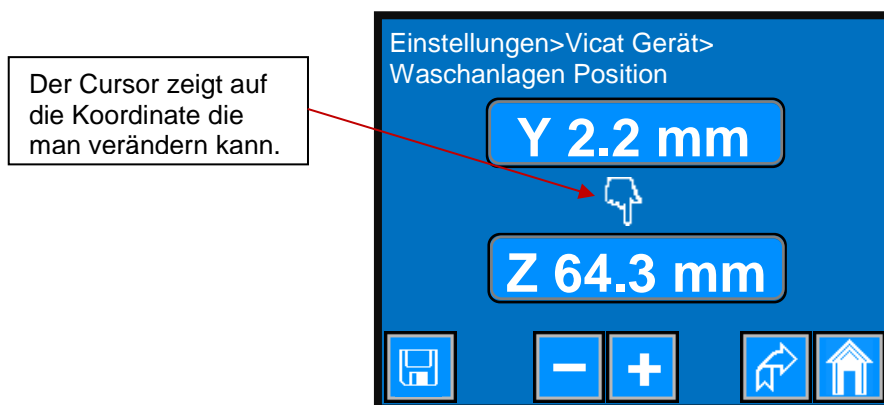 Einstellungen>Vicat Gerät>
Waschanlagen Position
Der Cursor zeigt auf
die Koordinate die
man verändern kann.
Y 2.2 mm
Z 64.3 mm